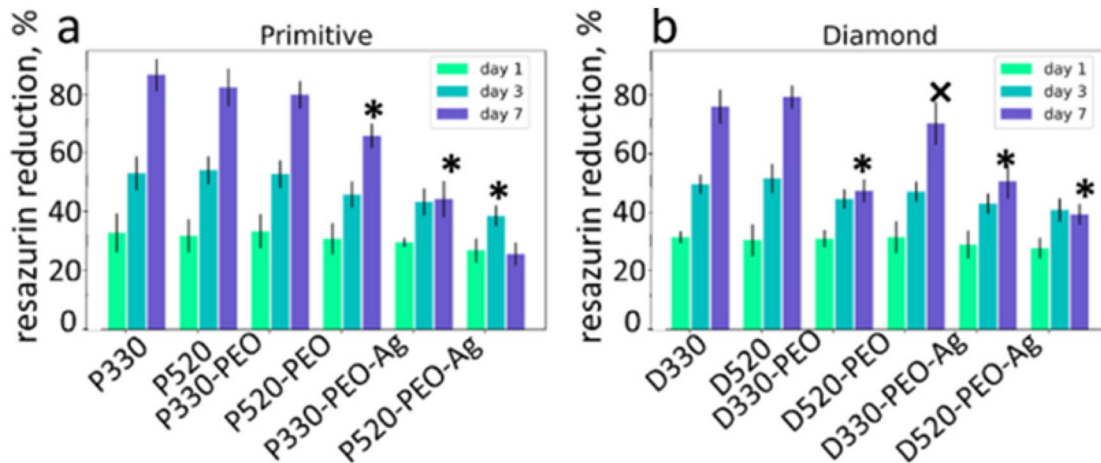 a
Primitive
resazurin reduction, %
80
60
40
20
0
day 1
day 3
day 7
*
*
*
P330
P520
P330-PEO
P520-PEO
P330-PEO-Ag
P520-PEO-Ag
b
Diamond
resazurin reduction, %
80
60
40
20
0
day 1
day 3
day 7
*
×
*
*
D330
D520
D330-PEO
D520-PEO
D330-PEO-Ag
D520-PEO-Ag